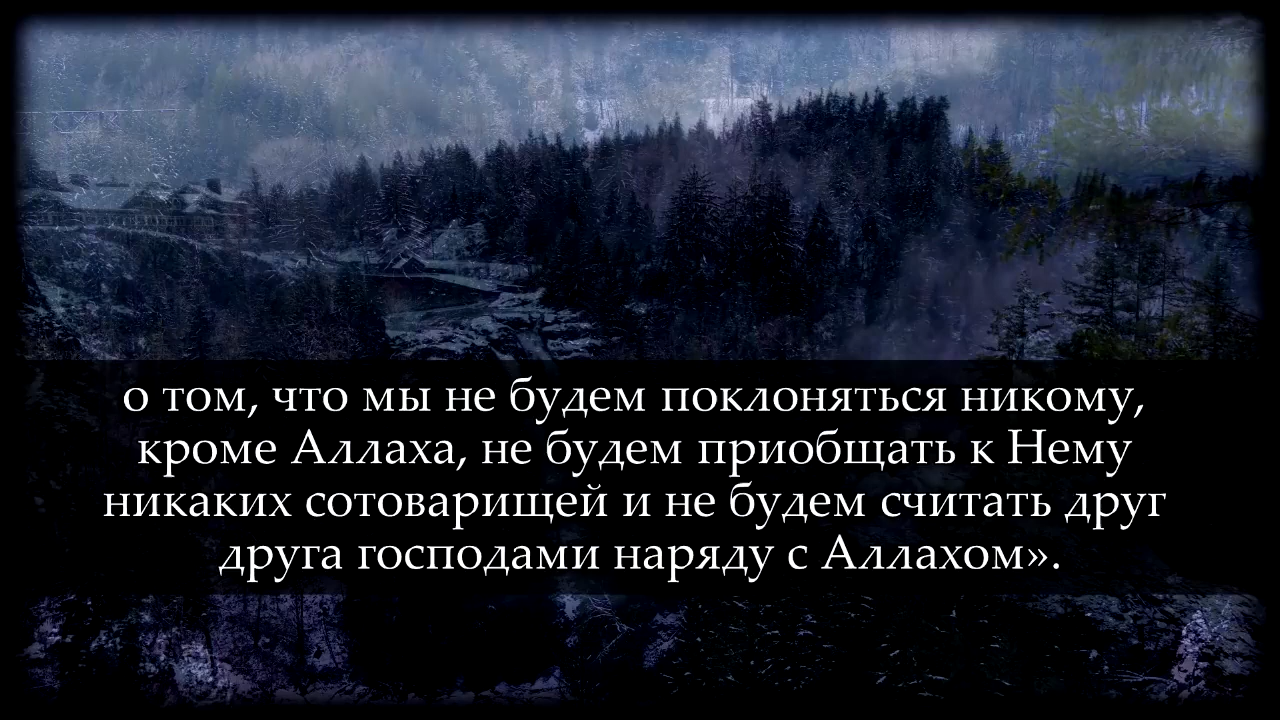 о том, что мы не будем поклоняться никому,
кроме Аллаха, не будем приобщать к Нему
никаких сотоварищей и не будем считать друг
друга господами наряду с Аллахом».